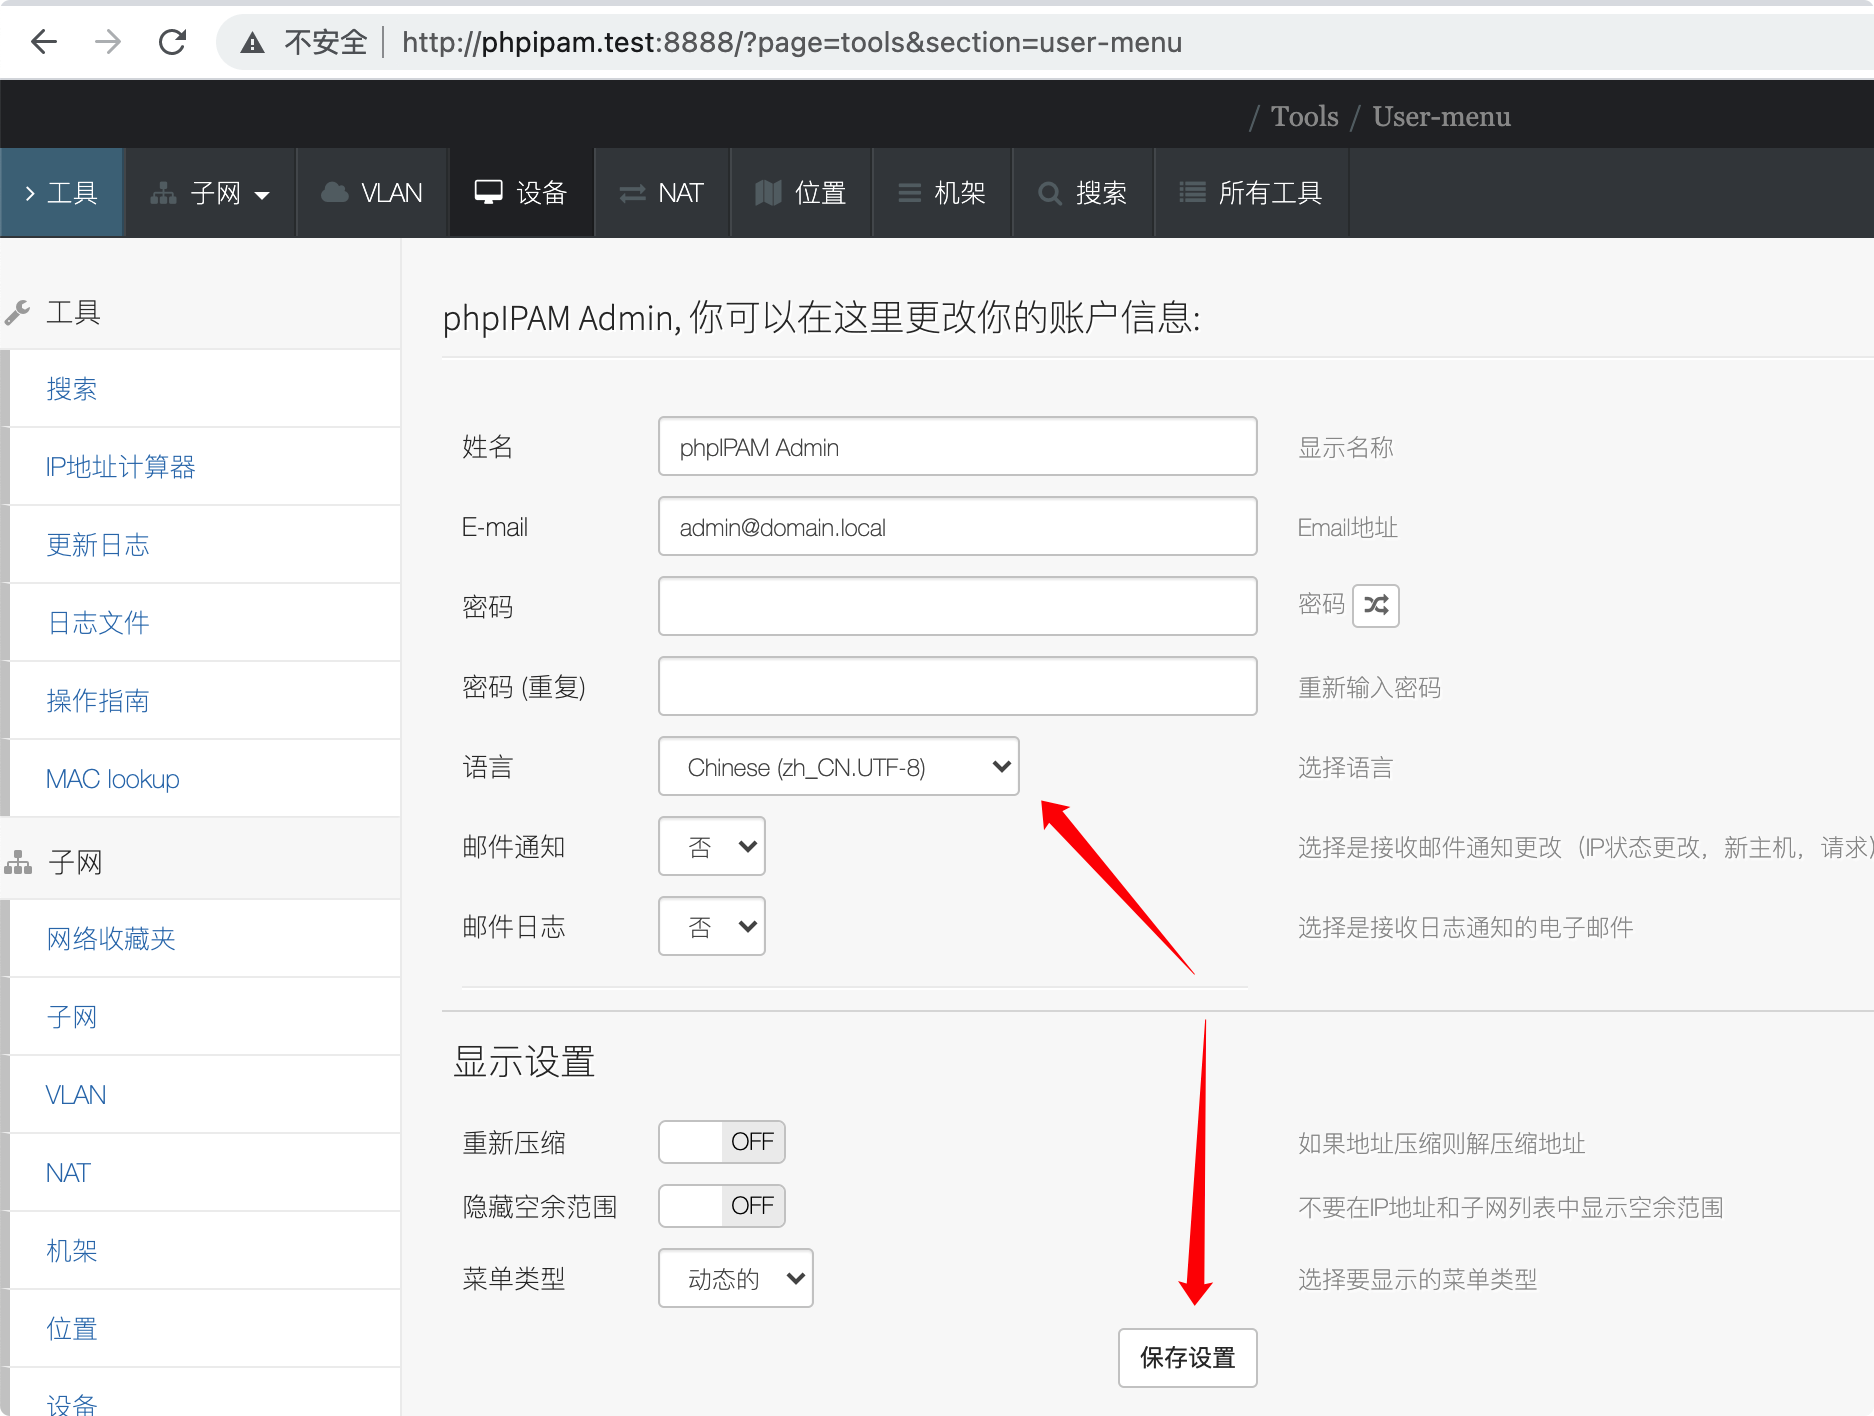 不安全 http://phpipam.test:8888/?page=tools&section=user-menu
/ Tools / User-menu
工具 子网 VLAN 设备 NAT 位置 机架 搜索 所有工具
工具
搜索
IP地址计算器
更新日志
日志文件
操作指南
MAC lookup
子网
网络收藏夹
子网
VLAN
NAT
机架
位置
设备
phpIPAM Admin, 你可以在这里更改你的账户信息:
姓名 phpIPAM Admin 显示名称
E-mail admin@domain.local Email地址
密码 密码
密码 (重复) 重新输入密码
语言 Chinese (zh_CN.UTF-8) 选择语言
邮件通知 否 选择是接收邮件通知更改（IP状态更改，新主机，请求）
邮件日志 否 选择是接收日志通知的电子邮件
显示设置
重新压缩 OFF 如果地址压缩则解压缩地址
隐藏空余范围 OFF 不要在IP地址和子网列表中显示空余范围
菜单类型 动态的 选择要显示的菜单类型
保存设置